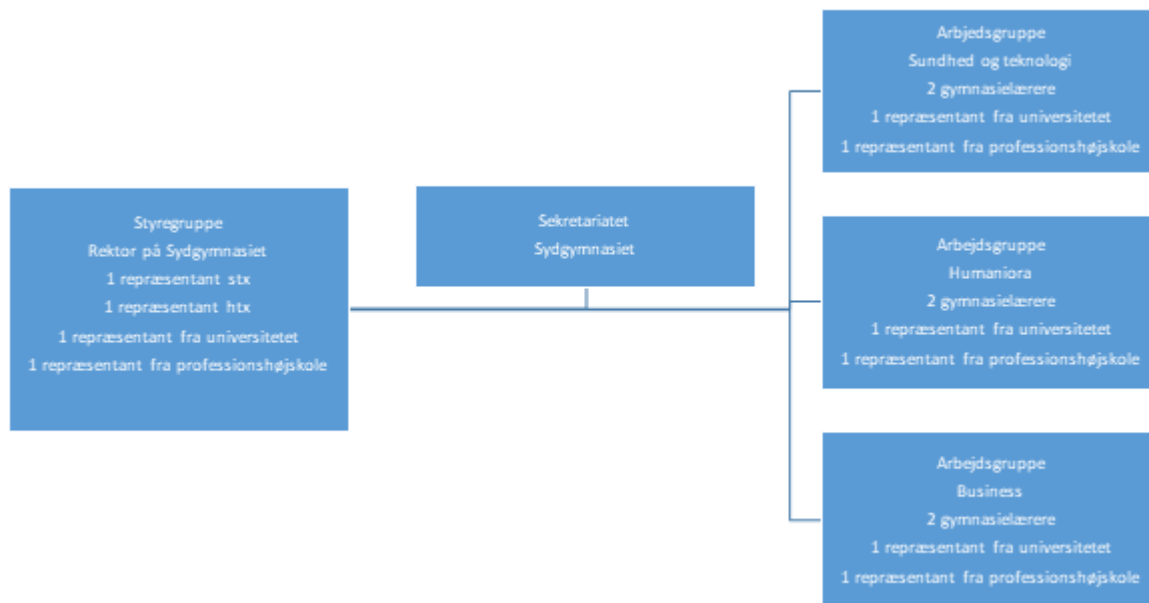 Styregruppe
Rektor på Sydgymnasiet
1 repræsentant stx
1 repræsentant htx
1 repræsentant fra universitetet
1 repræsentant fra professionshøjskole
Sekretariatet
Sydgymnasiet
Arbjedsgruppe
Sundhed og teknologi
2 gymnasielærere
1 repræsentant fra universitetet
1 repræsentant fra professionshøjskole
Arbejdsgruppe
Humaniora
2 gymnasielærere
1 repræsentant fra universitetet
1 repræsentant fra professionshøjskole
Arbejdsgruppe
Business
2 gymnasielærere
1 repræsentant fra universitetet
1 repræsentant fra professionshøjskole